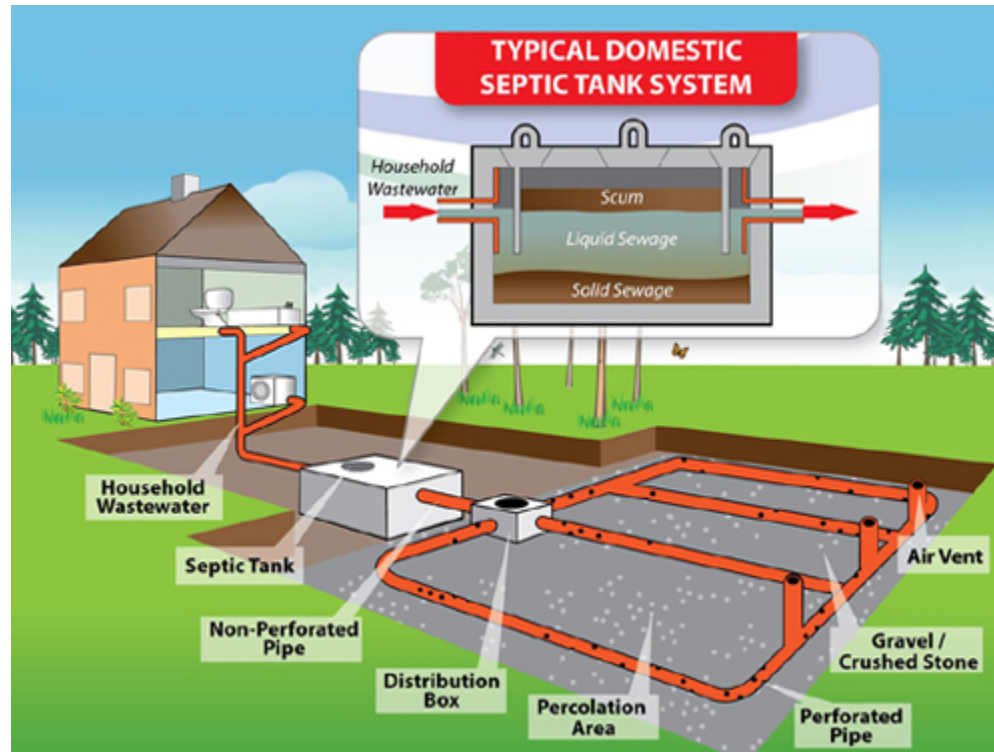 TYPICAL DOMESTIC
SEPTIC TANK SYSTEM
Household
Wastewater
Scum
Liquid Sewage
Solid Sewage
Household
Wastewater
Septic Tank
Non-Perforated
Pipe
Distribution
Box
Percolation
Area
Air Vent
Gravel /
Crushed Stone
Perforated
Pipe